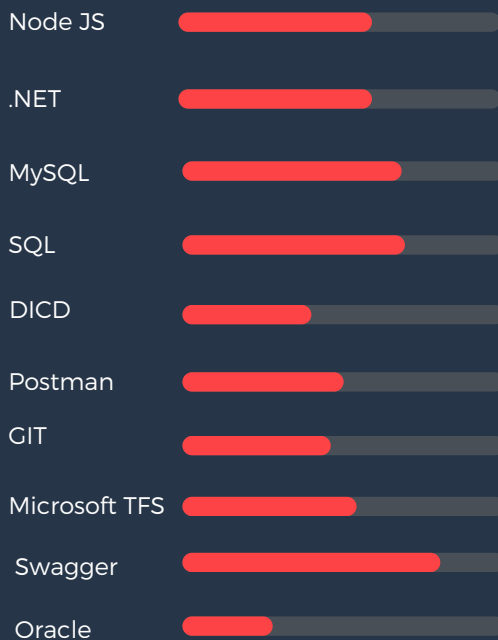 Node JS
.NET
MySQL
SQL
DICD
Postman
GIT
Microsoft TFS
Swagger
Oracle